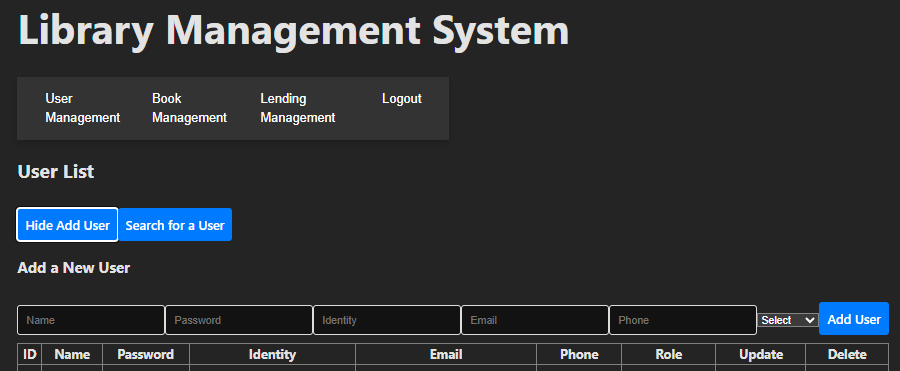 Library Management System
User Book Lending Logout
Management Management Management
User List
Hide Add User Search for a User
Add a New User
Name Password Identity Email Phone Select Add User
ID Name Password Identity Email Phone Role Update Delete